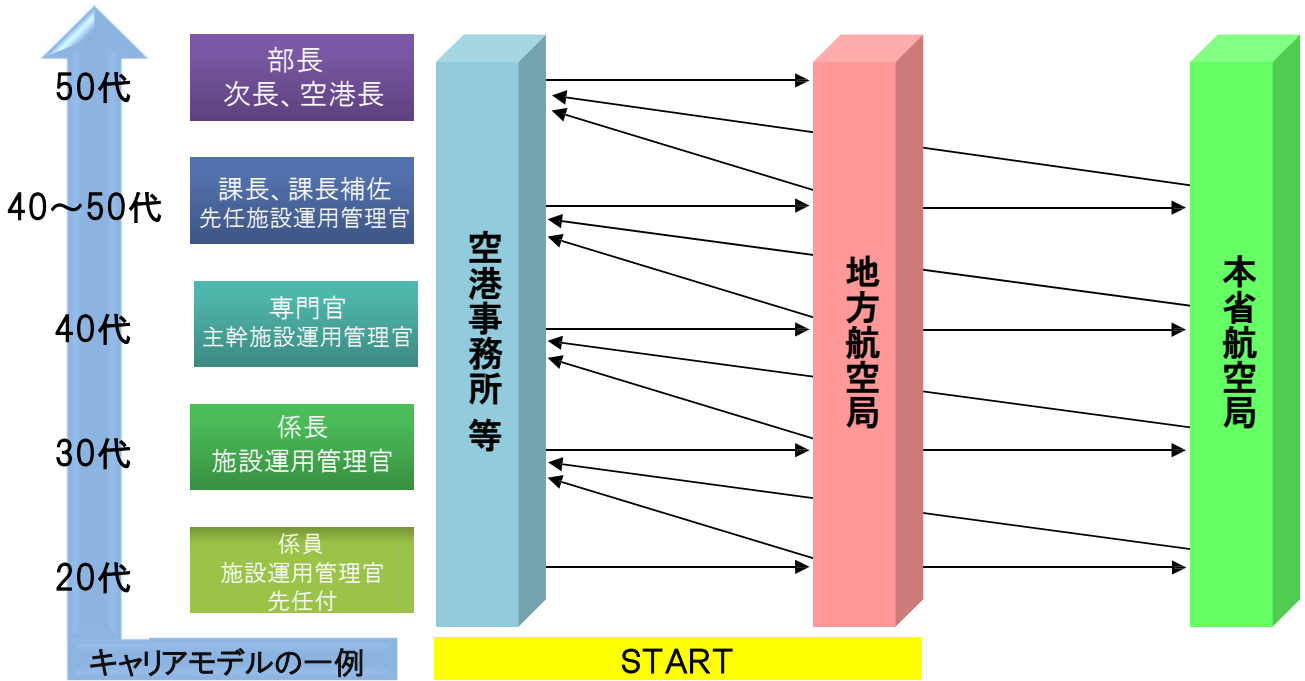 50代
部長
次長、空港長
40～50代
課長、課長補佐
先任施設運用管理官
40代
専門官
主幹施設運用管理官
30代
係長
施設運用管理官
20代
係員
施設運用管理官
先任付
空港事務所 等
地方航空局
本省航空局
キャリアモデルの一例
START